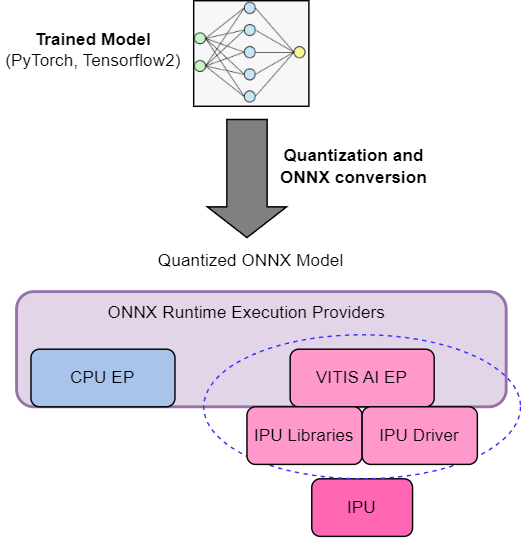 Trained Model
(PyTorch, Tensorflow2)
Quantization and
ONNX conversion
Quantized ONNX Model
ONNX Runtime Execution Providers
CPU EP
VITIS AI EP
IPU Libraries
IPU Driver
IPU